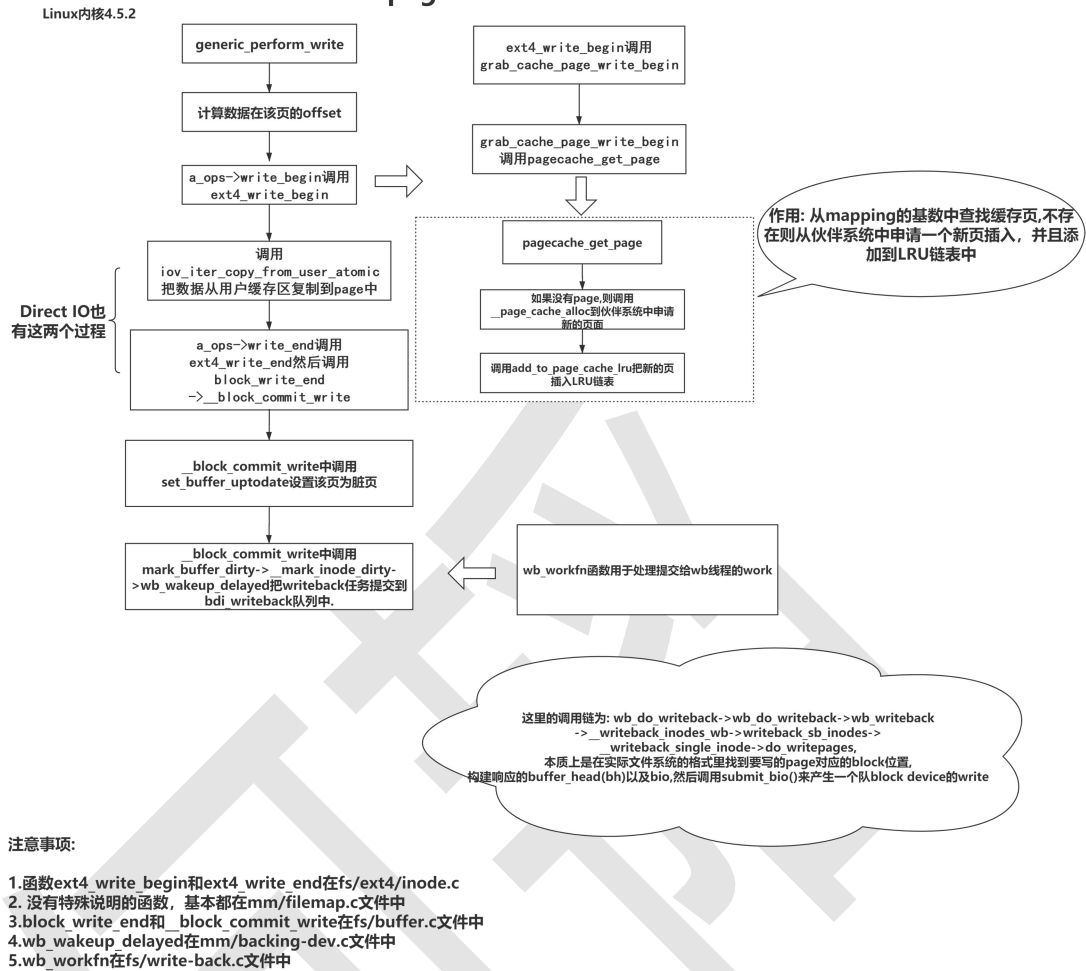 Linux内核4.5.2
generic_perform_write
计算数据在该页的offset
a_ops->write_begin调用
ext4_write_begin
调用
iov_iter_copy_from_user_atomic
把数据从用户缓存区复制到page中
Direct IO也
有这两个过程
a_ops->write_end调用
ext4_write_end然后调用
block_write_end
->__block_commit_write
__block_commit_write中调用
set_buffer_uptodate设置该页为脏页
__block_commit_write中调用
mark_buffer_dirty->__mark_inode_dirty-
>wb_wakeup_delayed把writeback任务提交到
bdi_writeback队列中.
ext4_write_begin调用
grab_cache_page_write_begin
grab_cache_page_write_begin
调用pagecache_get_page
pagecache_get_page
如果没有page,则调用
__page_cache_alloc到伙伴系统中申请
新的页面
调用add_to_page_cache_lru把新的页
插入LRU链表
作用: 从mapping的基数中查找缓存页,不存
在则从伙伴系统中申请一个新页插入，并且添
加到LRU链表中
wb_workfn函数用于处理提交给wb线程的work
这里的调用链为: wb_do_writeback->wb_do_writeback->wb_writeback
->__writeback_inodes_wb->writeback_sb_inodes->
__writeback_single_inode->do_writepages,
本质上是在实际文件系统的格式里找到要写的page对应的block位置,
构建响应的buffer_head(bh)以及bio,然后调用submit_bio()来产生一个队block device的write
注意事项:
1.函数ext4_write_begin和ext4_write_end在fs/ext4/inode.c
2. 没有特殊说明的函数，基本都在mm/filemap.c文件中
3.block_write_end和__block_commit_write在fs/buffer.c文件中
4.wb_wakeup_delayed在mm/backing-dev.c文件中
5.wb_workfn在fs/write-back.c文件中